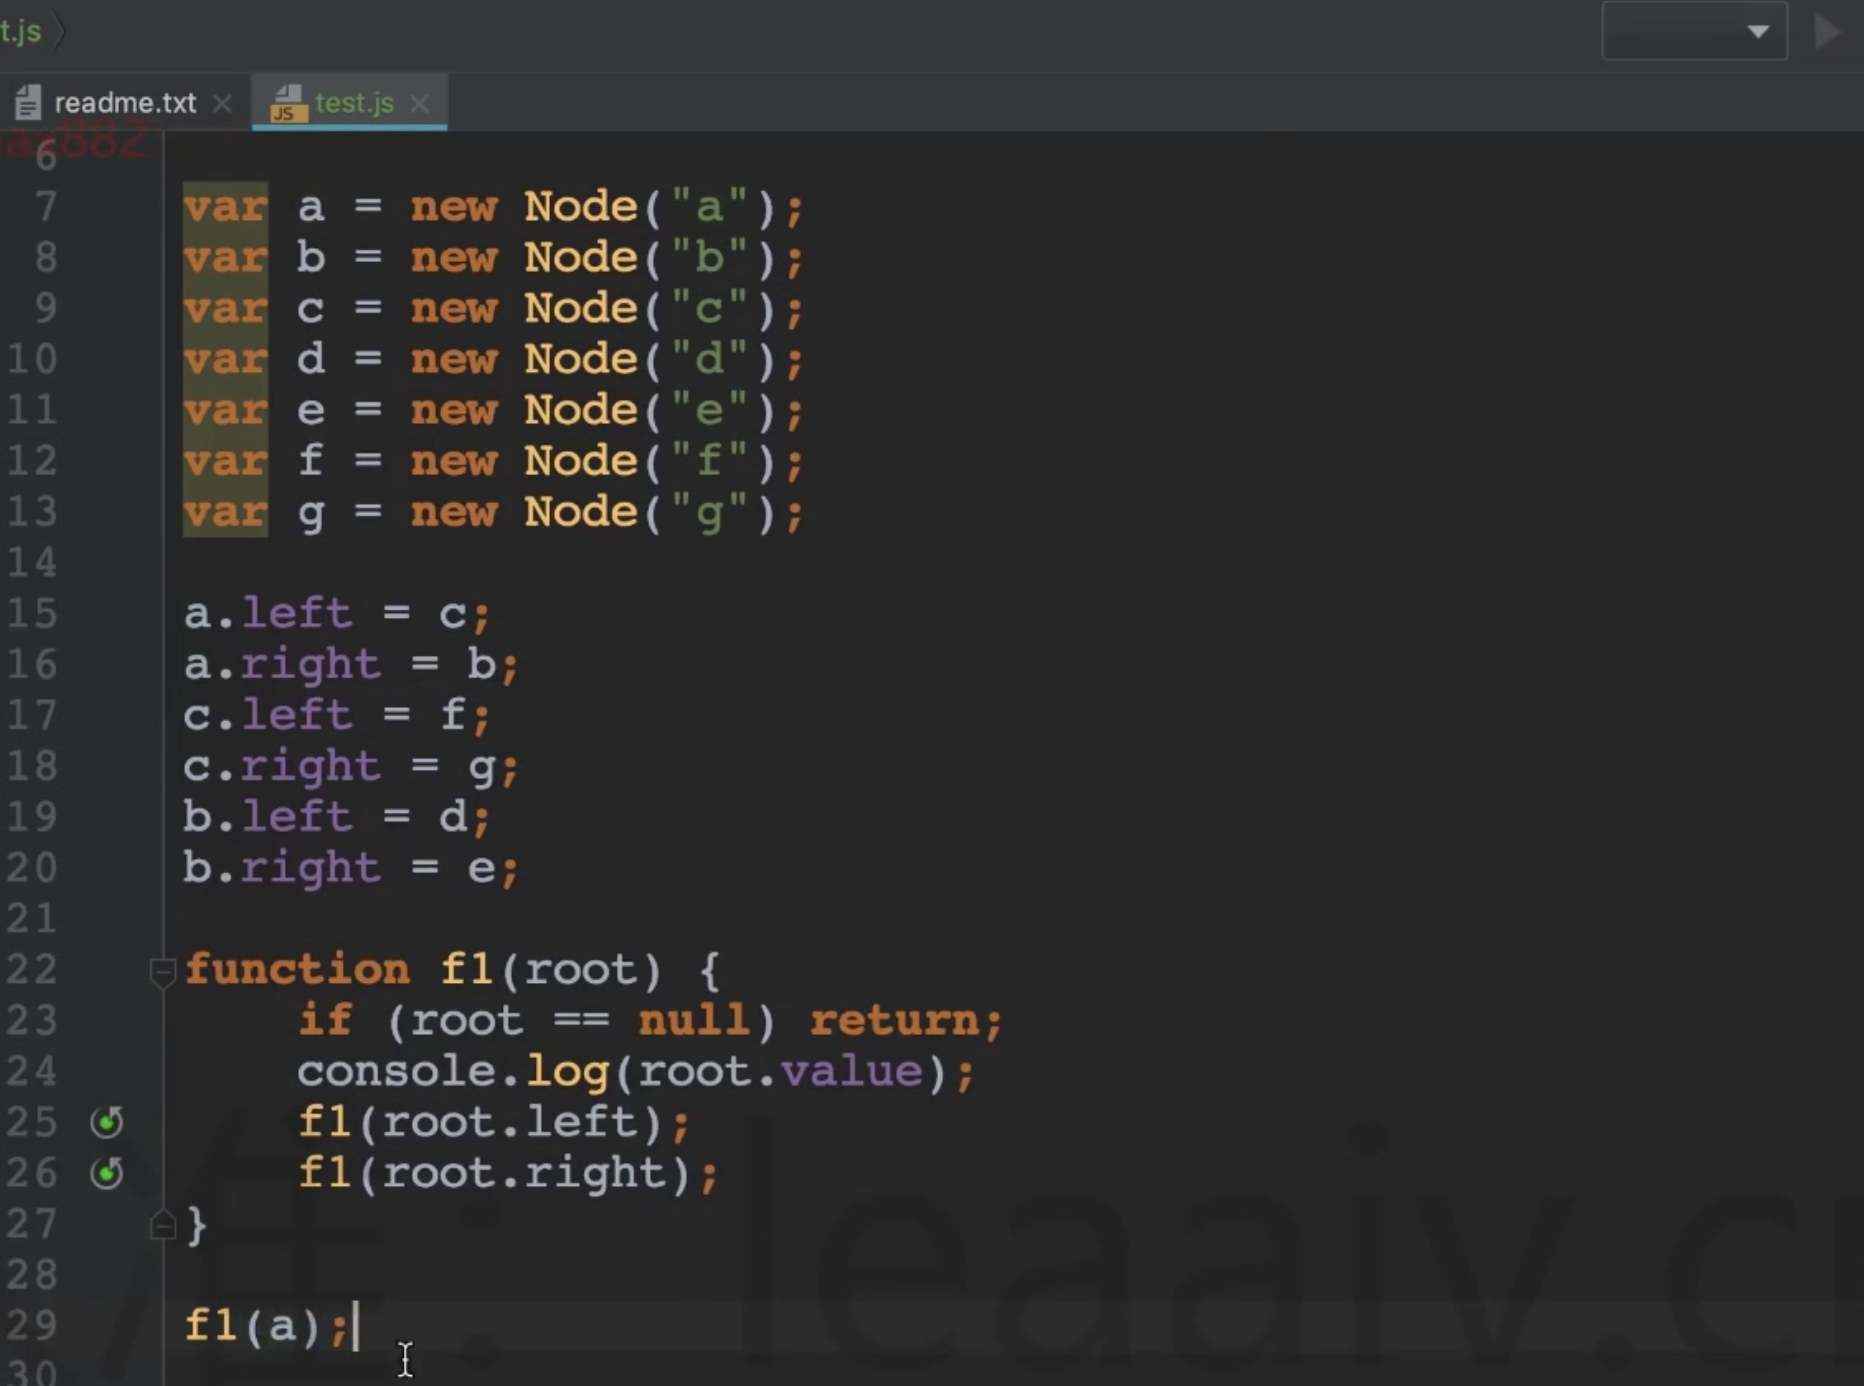 t.js
readme.txt
test.js
6
7 var a = new Node("a");
8 var b = new Node("b");
9 var c = new Node("c");
10 var d = new Node("d");
11 var e = new Node("e");
12 var f = new Node("f");
13 var g = new Node("g");
14
15 a.left = c;
16 a.right = b;
17 c.left = f;
18 c.right = g;
19 b.left = d;
20 b.right = e;
21
22 function f1(root) {
23 if (root == null) return;
24 console.log(root.value);
25 f1(root.left);
26 f1(root.right);
27 }
28
29 f1(a);
30